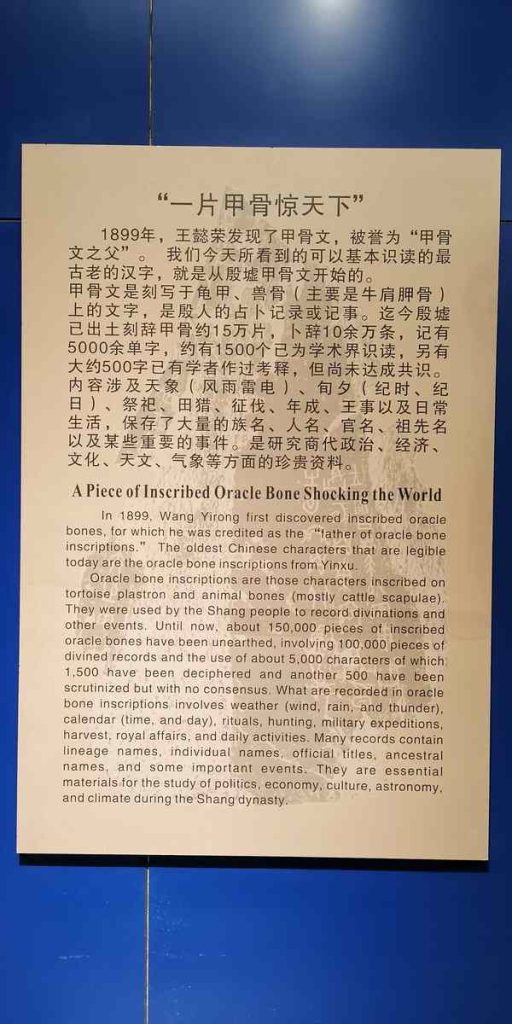 “一片甲骨惊天下”
1899年，王懿荣发现了甲骨文，被誉为“甲骨
文之父”。 我们今天所看到的可以基本识读的最
古老的汉字，就是从殷墟甲骨文开始的。
甲骨文是刻写于龟甲、兽骨（主要是牛肩胛骨）
上的文字，是殷人的占卜记录或记事。迄今殷墟
已出土刻辞甲骨约15万片，卜辞10余万条，记有
5000余单字，约有1500个已为学术界识读，另有
大约500字已有学者作过考释，但尚未达成共识。
内容涉及天象（风雨雷电）、旬夕（纪时、纪
日）、祭祀、田猎、征伐、年成、王事以及日常
生活，保存了大量的族名、人名、官名、祖先名
以及某些重要的事件。是研究商代政治、经济、
文化、天文、气象等方面的珍贵资料。
A Piece of Inscribed Oracle Bone Shocking the World
In 1899, Wang Yirong first discovered inscribed oracle
bones, for which he was credited as the “father of oracle bone
inscriptions.” The oldest Chinese characters that are legible
today are the oracle bone inscriptions from Yinxu.
Oracle bone inscriptions are those characters inscribed on
tortoise plastron and animal bones (mostly cattle scapulae).
They were used by the Shang people to record divinations and
other events. Until now, about 150,000 pieces of inscribed
oracle bones have been unearthed, involving 100,000 pieces of
divined records and the use of about 5,000 characters of which
1,500 have been deciphered and another 500 have been
scrutinized but with no consensus. What are recorded in oracle
bone inscriptions involves weather (wind, rain, and thunder),
calendar (time, and day), rituals, hunting, military expeditions,
harvest, royal affairs, and daily activities. Many records contain
lineage names, individual names, official titles, ancestral
names, and some important events. They are essential
materials for the study of politics, economy, culture, astronomy,
and climate during the Shang dynasty.